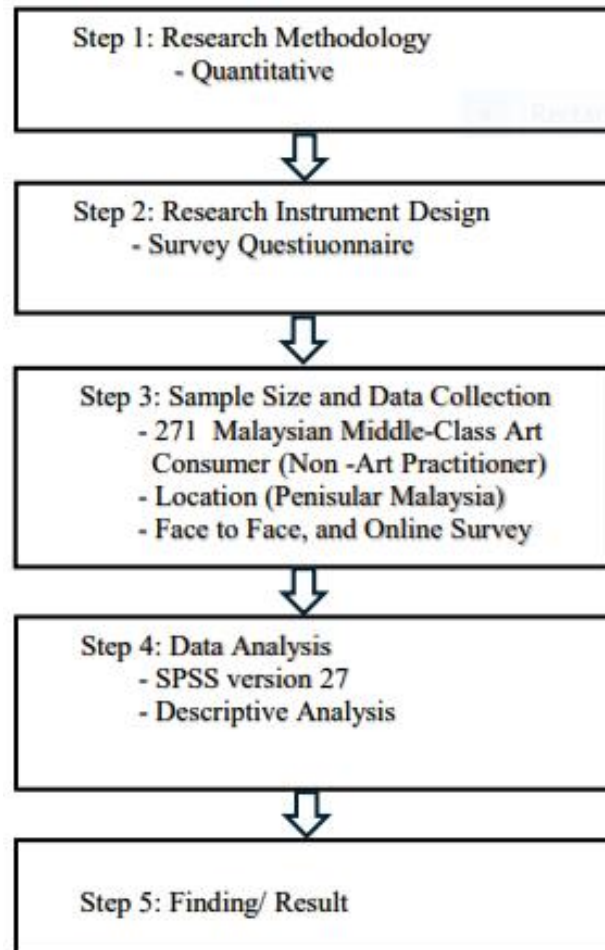 Step 1: Research Methodology
- Quantitative
Step 2: Research Instrument Design
- Survey Questiuonnaire
Step 3: Sample Size and Data Collection
- 271 Malaysian Middle-Class Art
Consumer (Non -Art Practitioner)
- Location (Penisular Malaysia)
- Face to Face, and Online Survey
Step 4: Data Analysis
- SPSS version 27
- Descriptive Analysis
Step 5: Finding/ Result